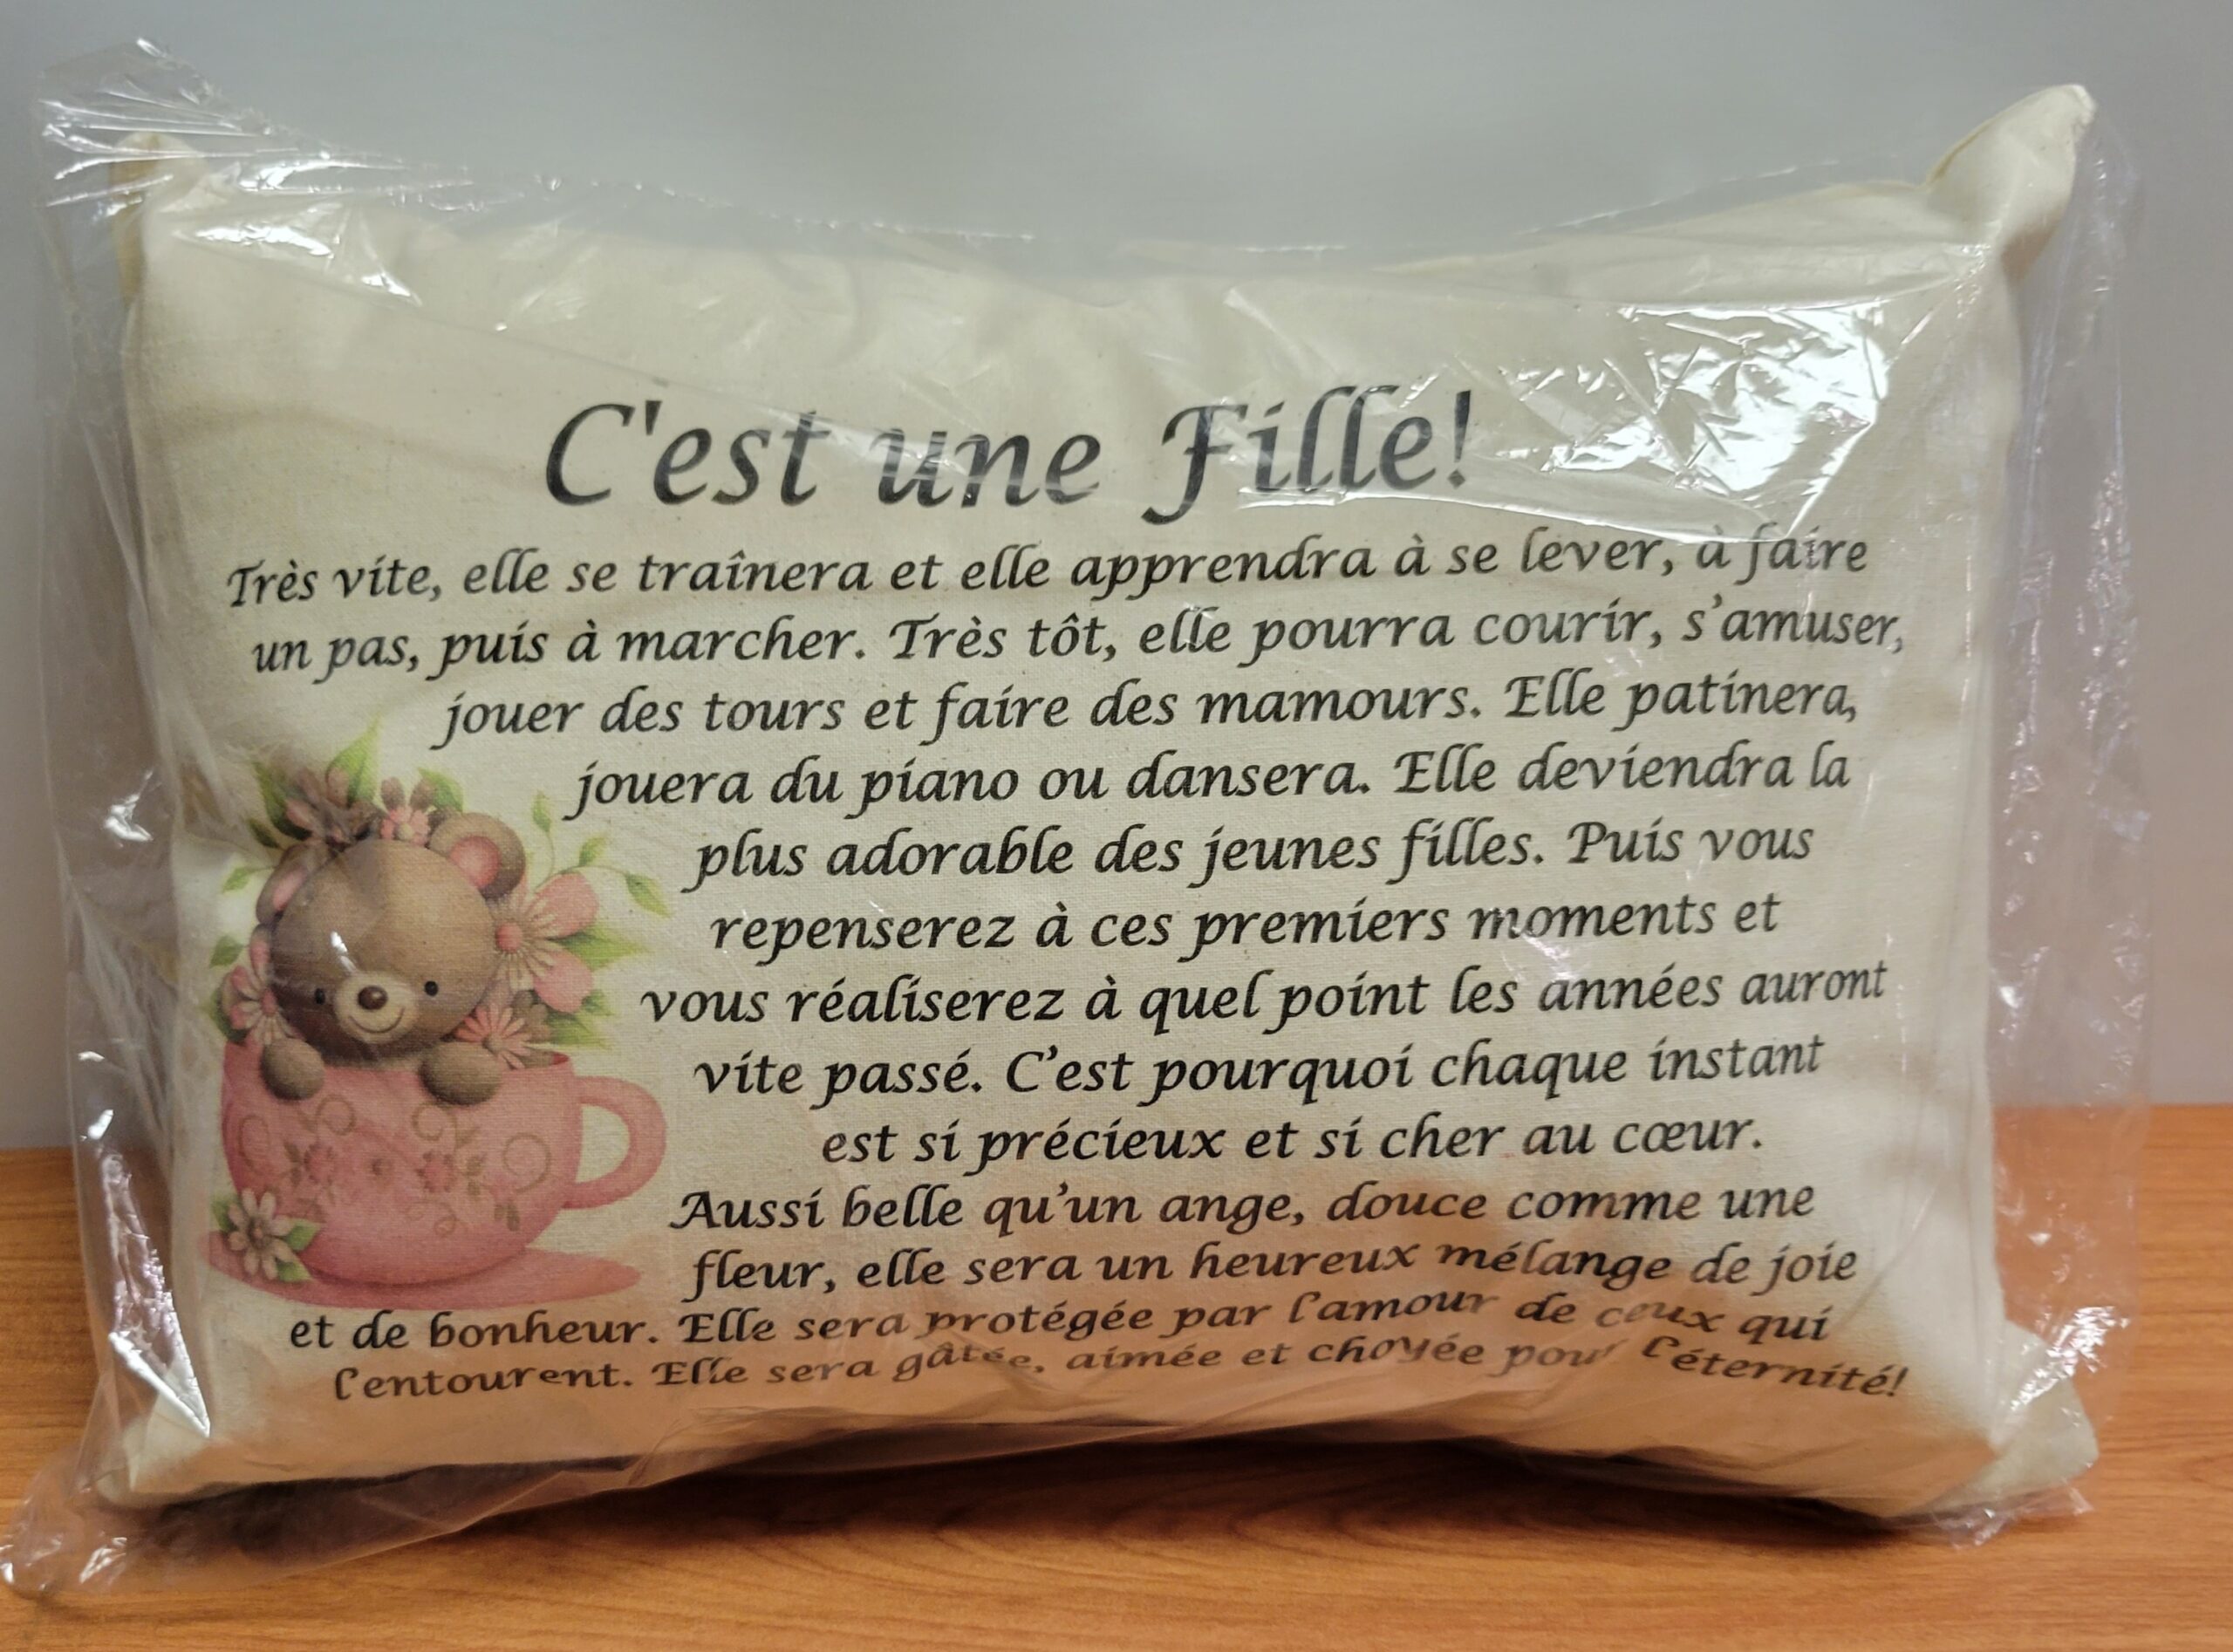 C'est une Fille!
Très vite, elle se traînera et elle apprendra à se lever, à faire
un pas, puis à marcher. Très tôt, elle pourra courir, s’amuser,
jouer des tours et faire des mamours. Elle patinera,
jouera du piano ou dansera. Elle deviendra la
plus adorable des jeunes filles. Puis vous
repenserez à ces premiers moments et
vous réaliserez à quel point les années auront
vite passé. C’est pourquoi chaque instant
est si précieux et si cher au cœur.
Aussi belle qu’un ange, douce comme une
fleur, elle sera un heureux mélange de joie
et de bonheur. Elle sera protégée par l’amour de ceux qui
l’entourent. Elle sera gâtée, aimée et choyée pour l’éternité!